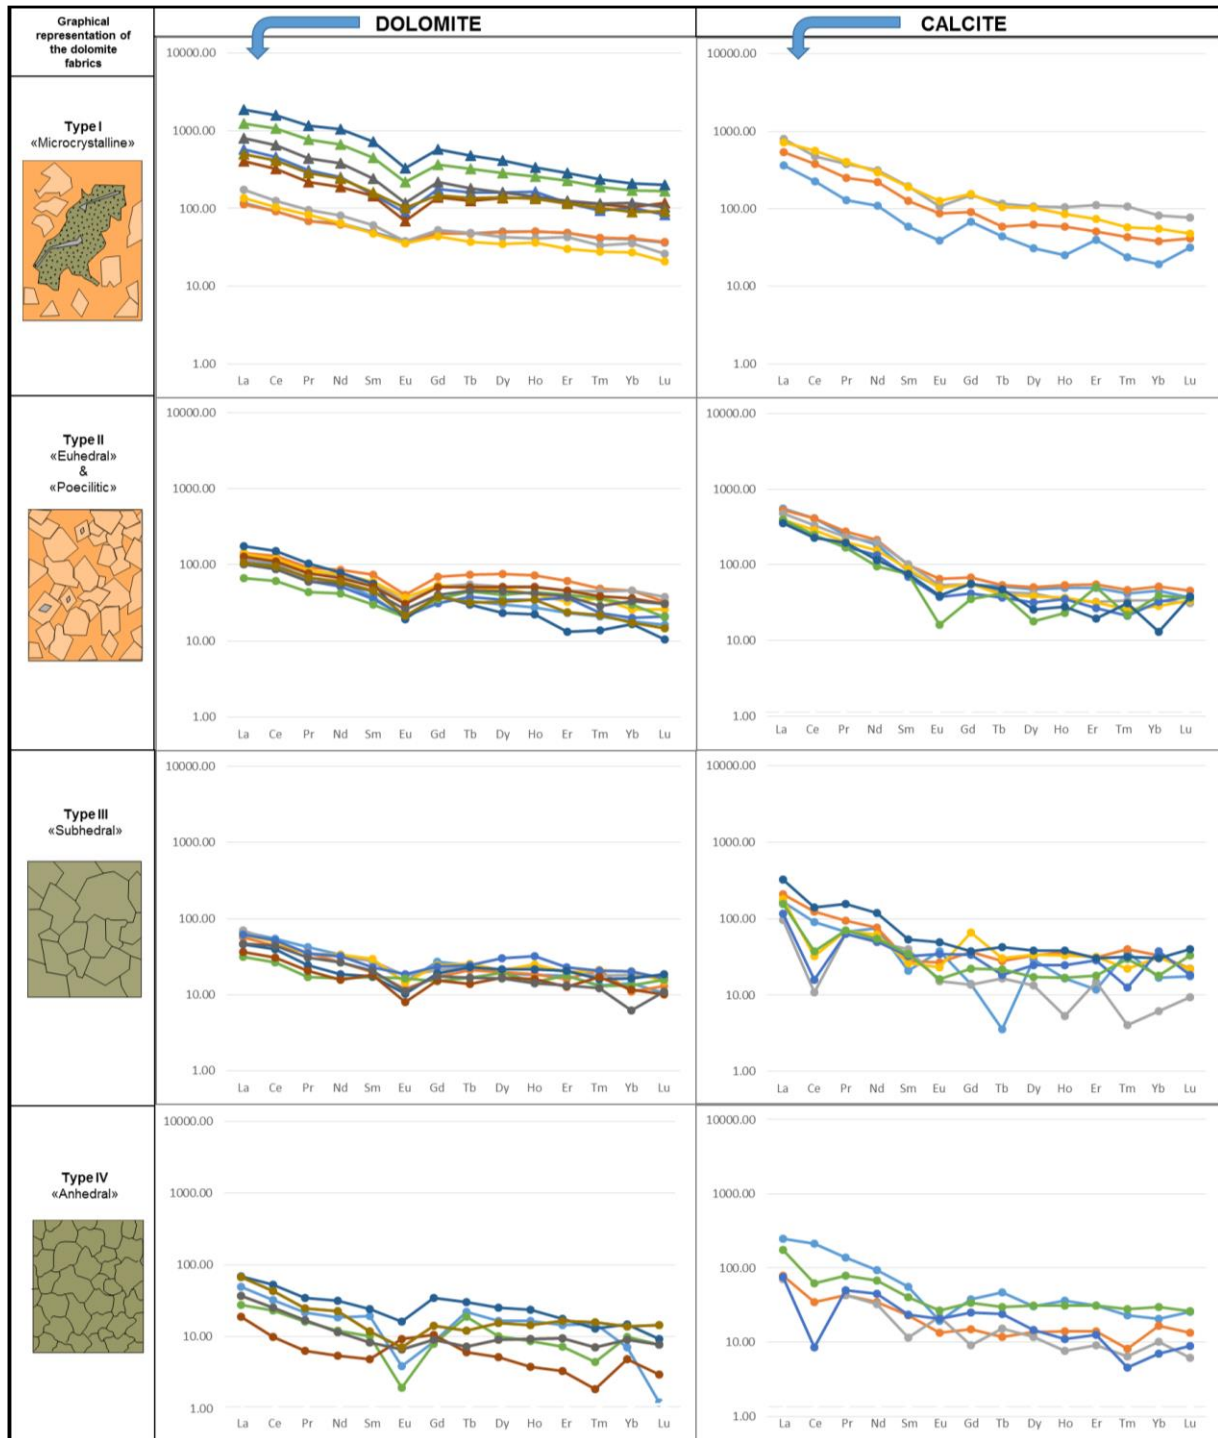 Graphical
representation of
the dolomite
fabrics
DOLOMITE
CALCITE
Type I
«Microcrystalline»
10000.00
1000.00
100.00
10.00
1.00
La Ce Pr Nd Sm Eu Gd Tb Dy Ho Er Tm Yb Lu
10000.00
1000.00
100.00
10.00
1.00
La Ce Pr Nd Sm Eu Gd Tb Dy Ho Er Tm Yb Lu
Type II
«Euhedral»
&
«Poecilitic»
10000.00
1000.00
100.00
10.00
1.00
La Ce Pr Nd Sm Eu Gd Tb Dy Ho Er Tm Yb Lu
10000.00
1000.00
100.00
10.00
1.00
La Ce Pr Nd Sm Eu Gd Tb Dy Ho Er Tm Yb Lu
Type III
«Subhedral»
10000.00
1000.00
100.00
10.00
1.00
La Ce Pr Nd Sm Eu Gd Tb Dy Ho Er Tm Yb Lu
10000.00
1000.00
100.00
10.00
1.00
La Ce Pr Nd Sm Eu Gd Tb Dy Ho Er Tm Yb Lu
Type IV
«Anhedral»
10000.00
1000.00
100.00
10.00
1.00
La Ce Pr Nd Sm Eu Gd Tb Dy Ho Er Tm Yb Lu
10000.00
1000.00
100.00
10.00
1.00
La Ce Pr Nd Sm Eu Gd Tb Dy Ho Er Tm Yb Lu